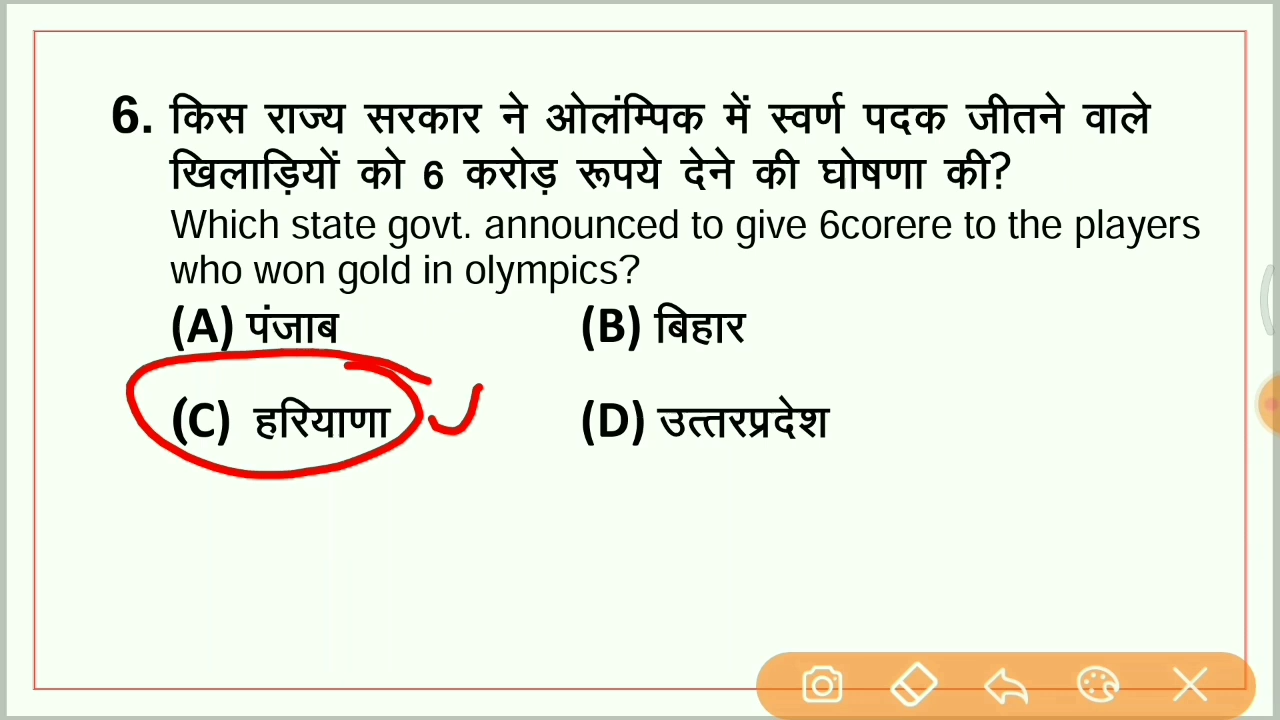 6. किस राज्य सरकार ने ओलंम्पिक में स्वर्ण पदक जीतने वाले
खिलाड़ियों को 6 करोड़ रूपये देने की घोषणा की?
Which state govt. announced to give 6corere to the players
who won gold in olympics?
(A) पंजाब (B) बिहार
(C) हरियाणा (D) उत्तरप्रदेश